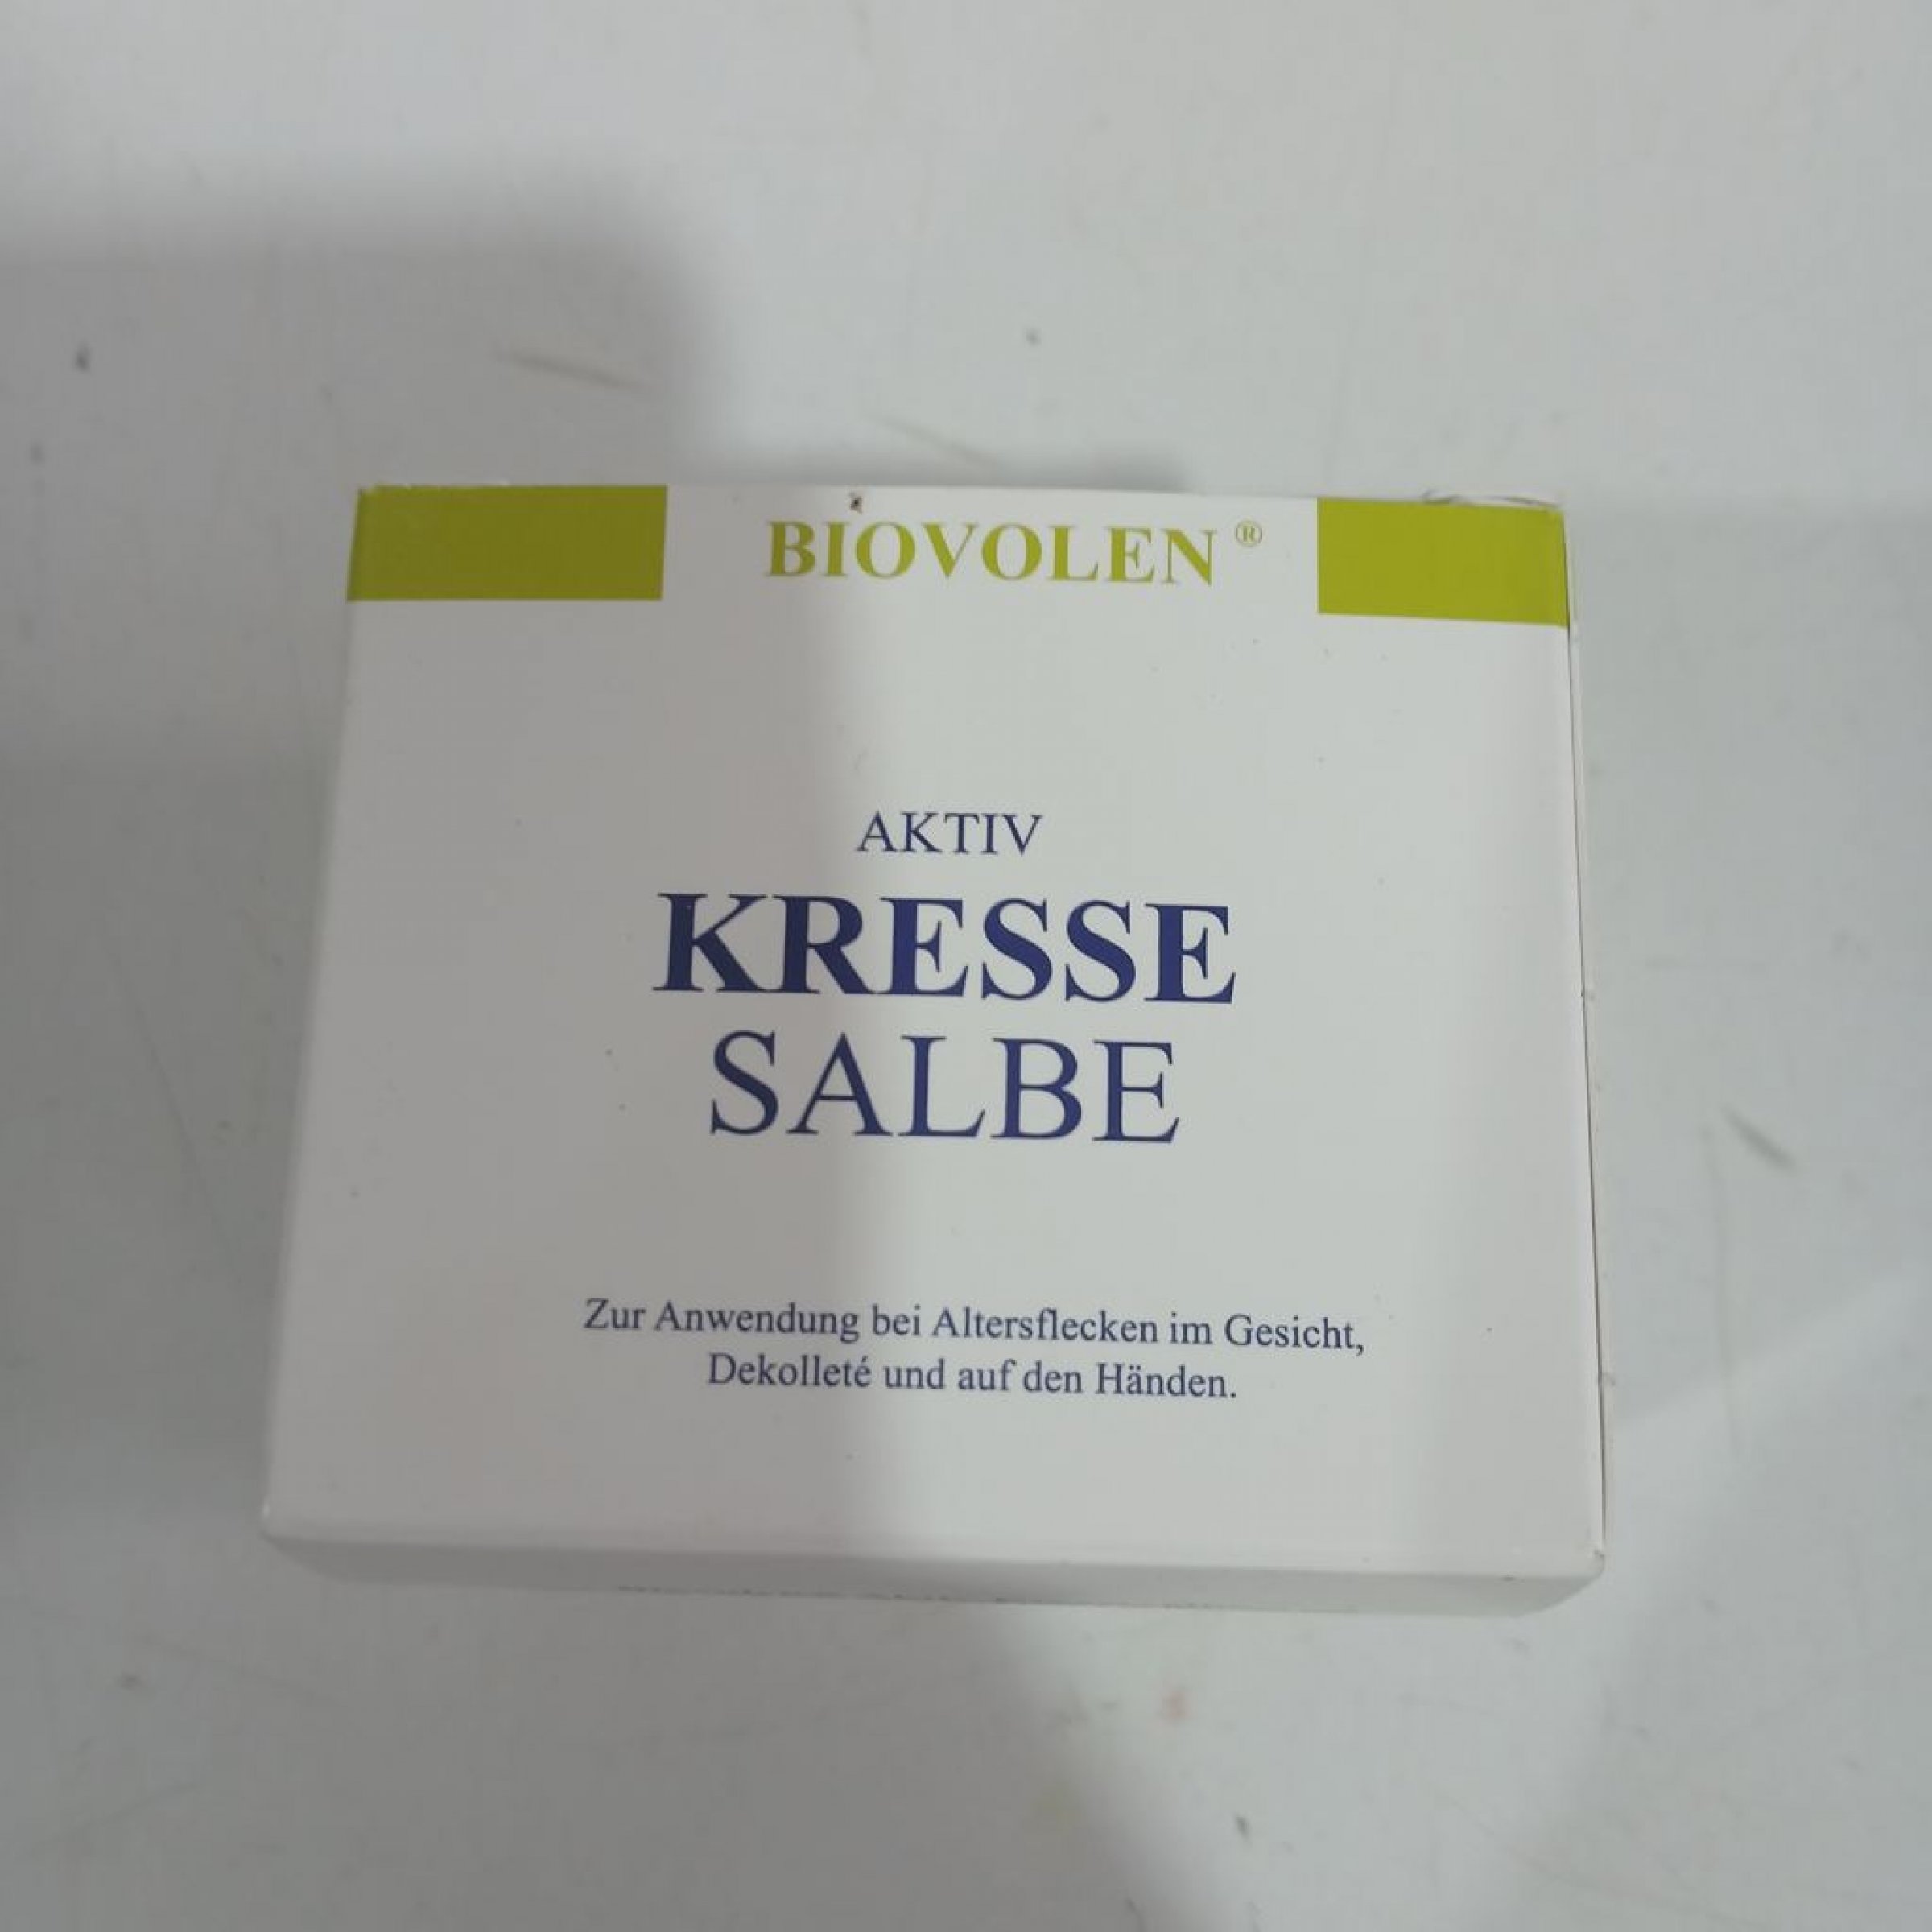 BIOVOLEN ®
AKTIV
KRESSE
SALBE
Zur Anwendung bei Altersflecken im Gesicht,
Dekolleté und auf den Händen.